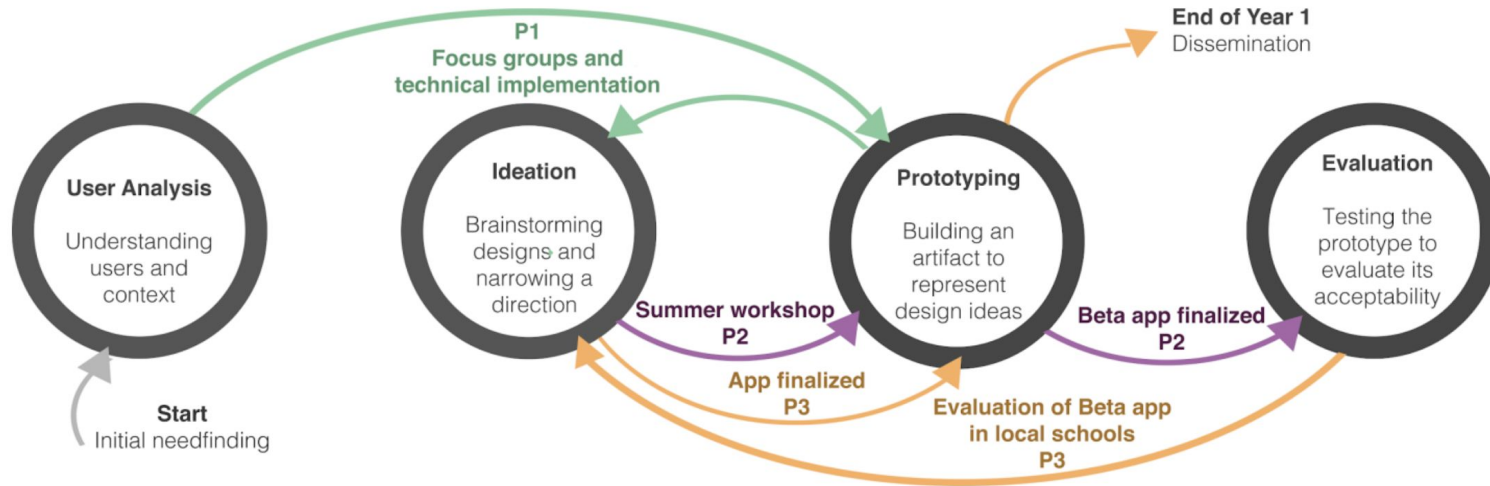 P1
Focus groups and
technical implementation
End of Year 1
Dissemination
User Analysis
Understanding
users and
context
Ideation
Brainstorming
designs and
narrowing a
direction
Prototyping
Building an
artifact to
represent
design ideas
Evaluation
Testing the
prototype to
evaluate its
acceptability
Summer workshop
P2
Beta app finalized
P2
App finalized
P3
Evaluation of Beta app
in local schools
P3
Start
Initial needfinding